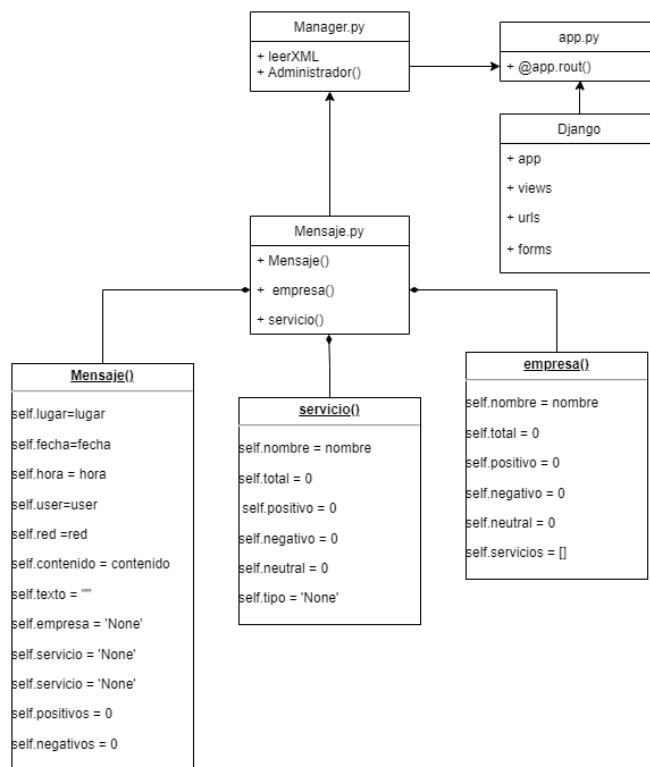 Manager.py
+ leerXML
+ Administrador()
app.py
+ @app.rout()
Django
+ app
+ views
+ urls
+ forms
Mensaje.py
+ Mensaje()
+ empresa()
+ servicio()
Mensaje()
self.lugar=lugar
self.fecha=fecha
self.hora = hora
self.user=user
self.red =red
self.contenido = contenido
self.texto = ""
self.empresa = 'None'
self.servicio = 'None'
self.servicio = 'None'
self.positivos = 0
self.negativos = 0
servicio()
self.nombre = nombre
self.total = 0
self.positivo = 0
self.negativo = 0
self.neutral = 0
self.tipo = 'None'
empresa()
self.nombre = nombre
self.total = 0
self.positivo = 0
self.negativo = 0
self.neutral = 0
self.servicios = []